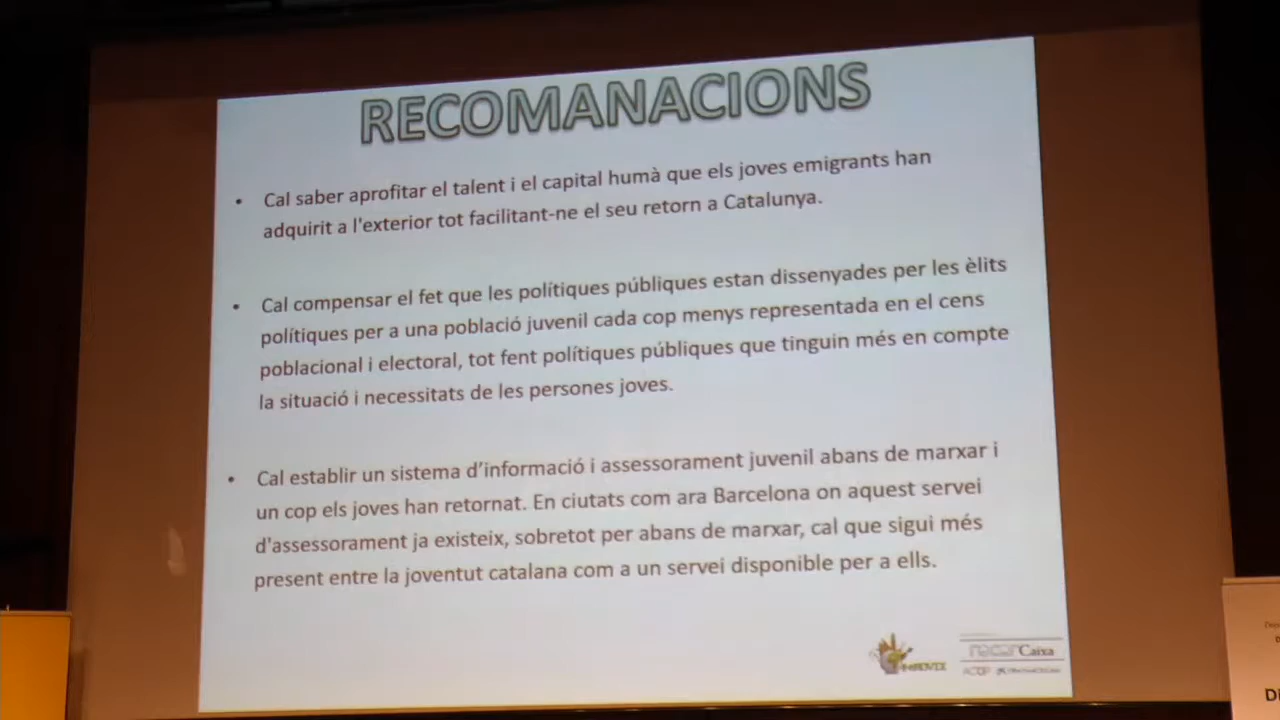 RECOMANACIONS
• Cal saber aprofitar el talent i el capital humà que els joves emigrants han
adquirit a l'exterior tot facilitant-ne el seu retorn a Catalunya.
• Cal compensar el fet que les polítiques públiques estan dissenyades per les èlits
polítiques per a una població juvenil cada cop menys representada en el cens
poblacional i electoral, tot fent polítiques públiques que tinguin més en compte
la situació i necessitats de les persones joves.
• Cal establir un sistema d’informació i assessorament juvenil abans de marxar i
un cop els joves han retornat. En ciutats com ara Barcelona on aquest servei
d'assessorament ja existeix, sobretot per abans de marxar, cal que sigui més
present entre la joventut catalana com a un servei disponible per a ells.
recerCaixa